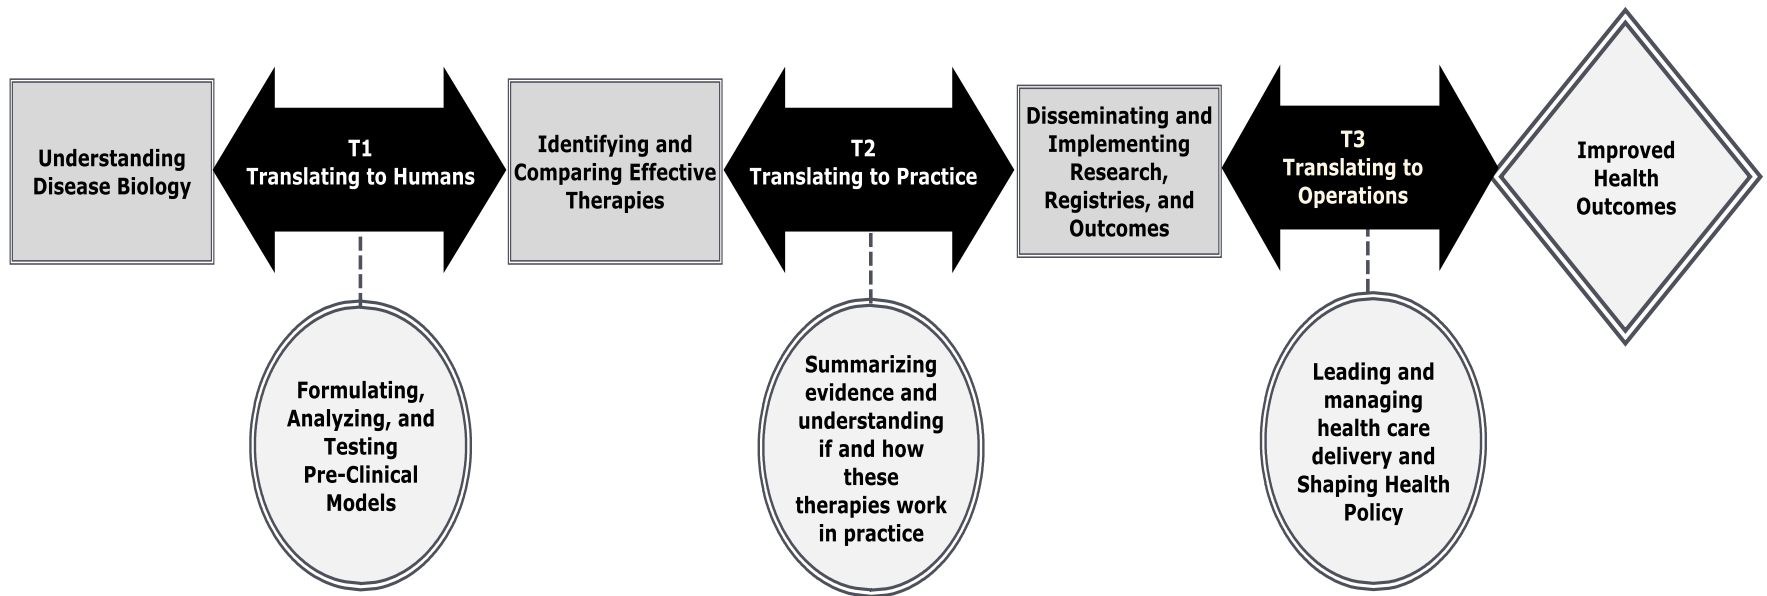 Understanding
Disease Biology
T1
Translating to Humans
Identifying and
Comparing Effective
Therapies
T2
Translating to Practice
Disseminating and
Implementing
Research,
Registries, and
Outcomes
T3
Translating to
Operations
Improved
Health
Outcomes
Formulating,
Analyzing, and
Testing
Pre-Clinical
Models
Summarizing
evidence and
understanding
if and how
these
therapies work
in practice
Leading and
managing
health care
delivery and
Shaping Health
Policy